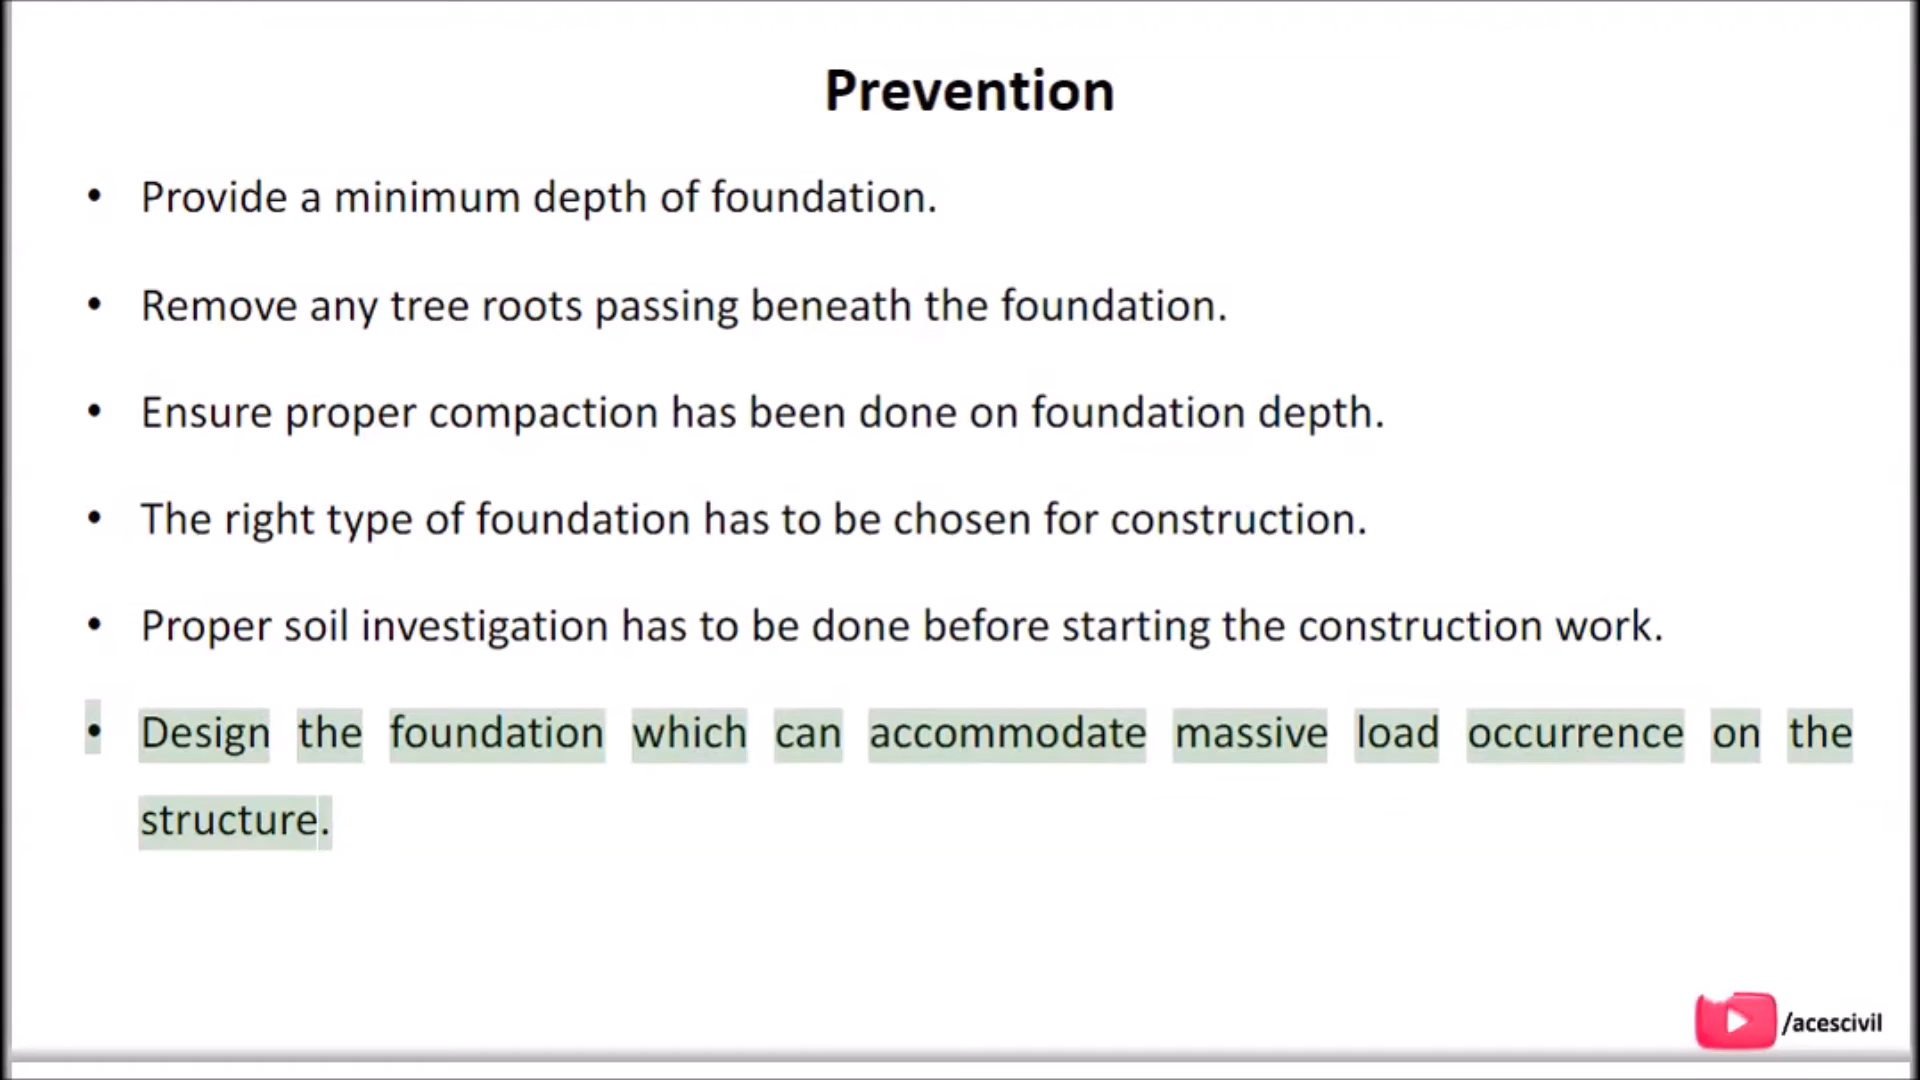 Prevention
• Provide a minimum depth of foundation.
• Remove any tree roots passing beneath the foundation.
• Ensure proper compaction has been done on foundation depth.
• The right type of foundation has to be chosen for construction.
• Proper soil investigation has to be done before starting the construction work.
• Design the foundation which can accommodate massive load occurrence on the
structure.
/acescivil